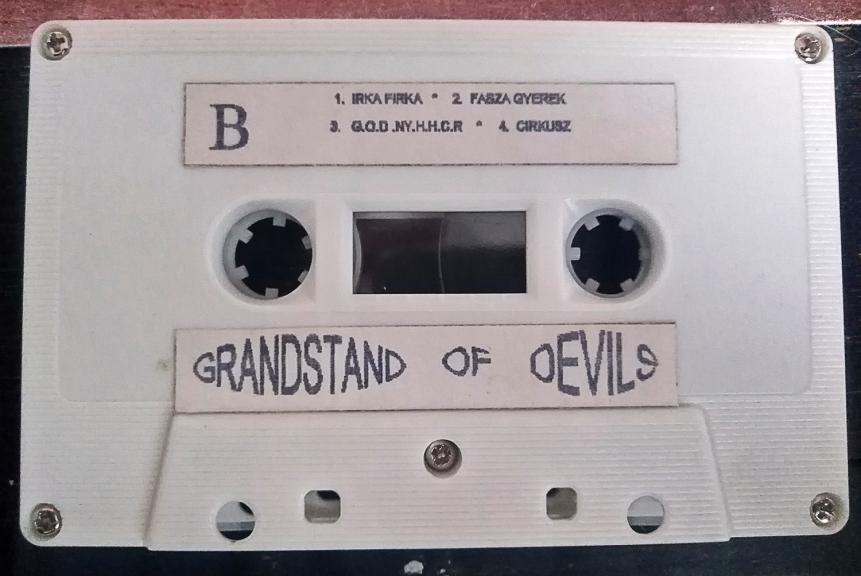 B
1. IRKA FIRKA * 2. FASZA GYEREK
3. G.O.D .NY.H.H.C.R * 4. CIRKUSZ
GRANDSTAND OF DEVILS